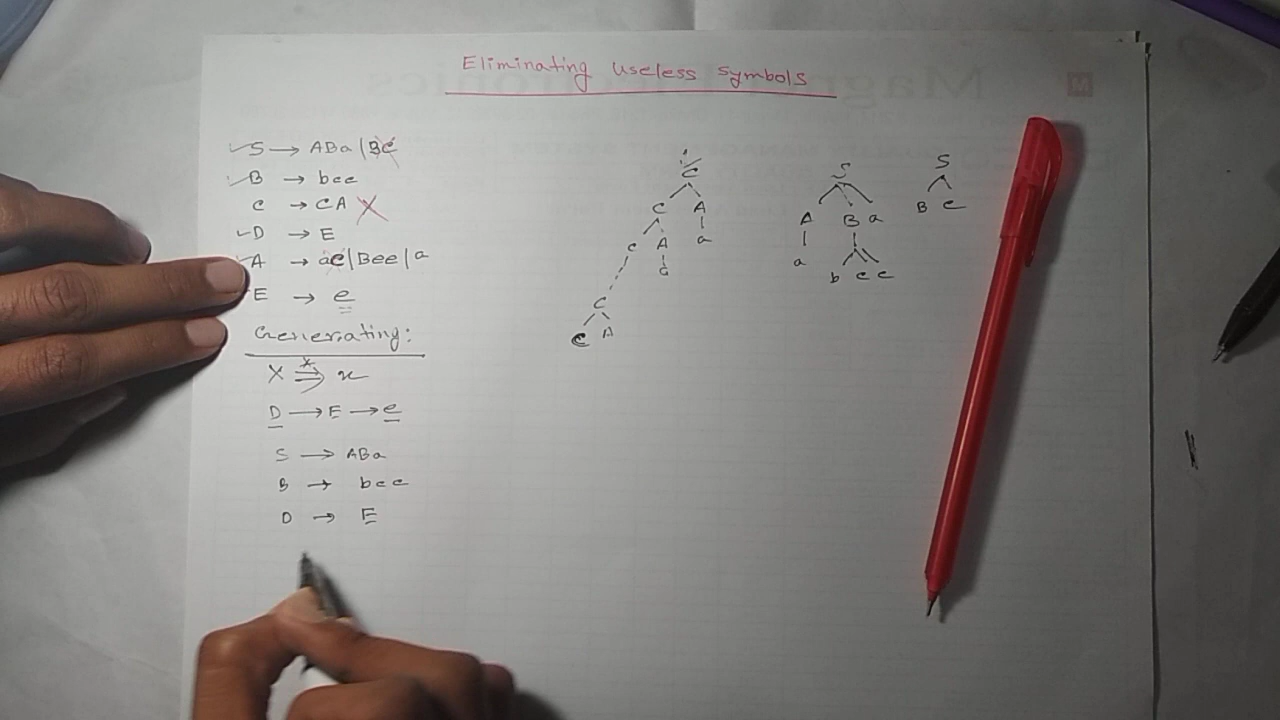 Eliminating useless symbols
S → ABa | BC
B → bcc
C → CA X
D → E
A → aC | Bcc | a
E → e
Generating:
X ⇒* x
D → E → e
S → ABa
B → bcc
D → E
C
C A
C A a
a
C
C A
S
A B a
a b c c
S
B C